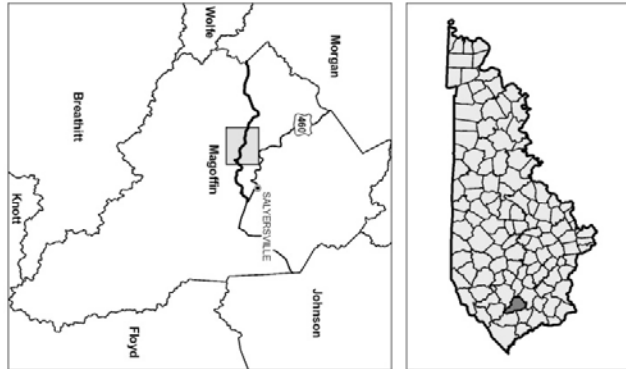 Wolfe
Morgan
Breathitt
460
Magoffin
SALYERSVILLE
Knott
Johnson
Floyd